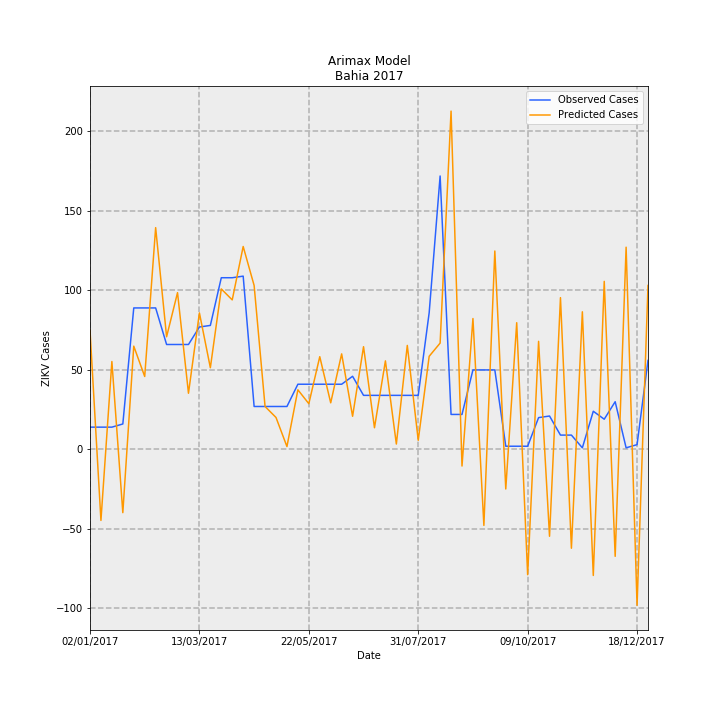 Arimax Model
Bahia 2017
Observed Cases
Predicted Cases
200
150
100
50
0
−50
−100
ZIKV Cases
02/01/2017 13/03/2017 22/05/2017 31/07/2017 09/10/2017 18/12/2017
Date